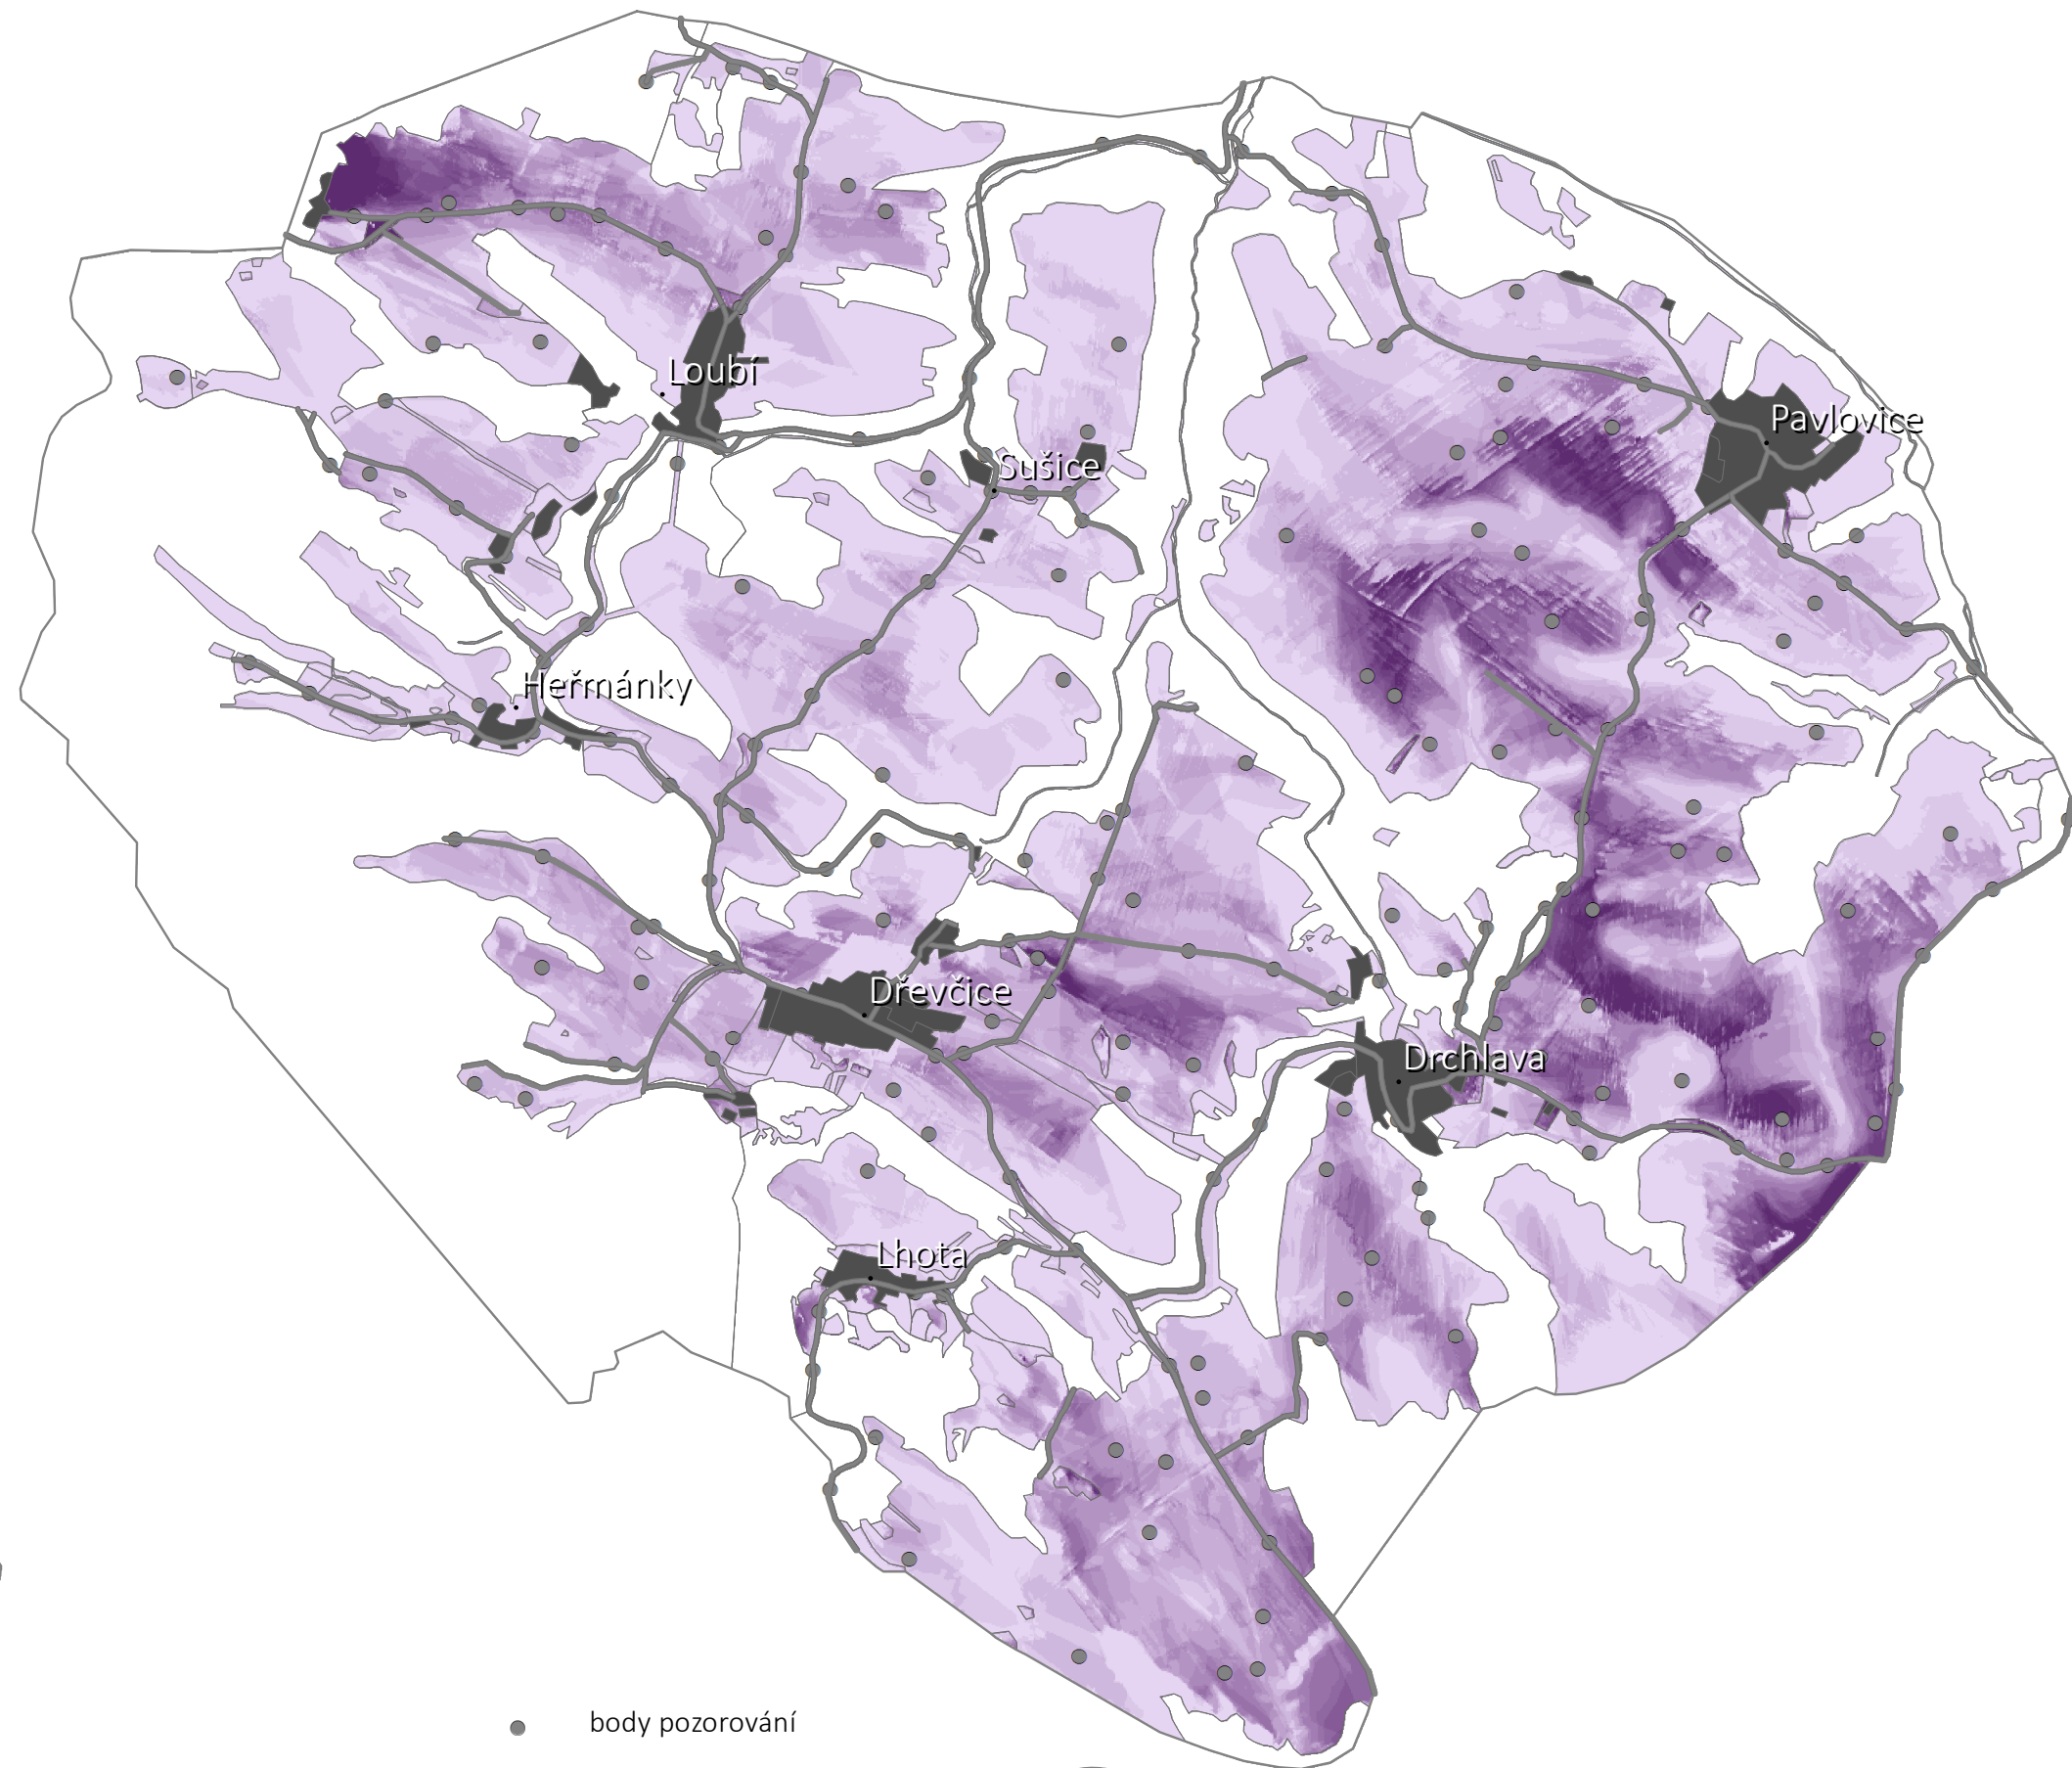 Loubí
Pavlovice
Sušice
Heřmánky
Dřevčice
Drchlava
Lhota
body pozorování